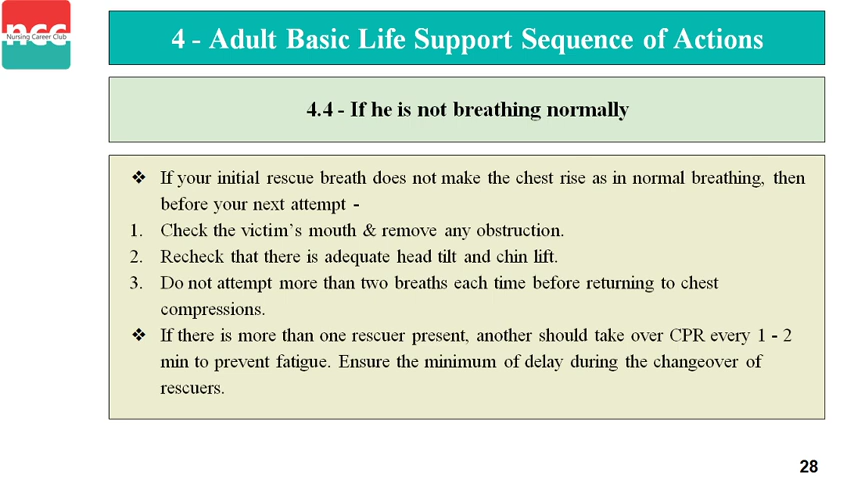 ncc
Nursing Career Club
4 - Adult Basic Life Support Sequence of Actions
4.4 - If he is not breathing normally
❖ If your initial rescue breath does not make the chest rise as in normal breathing, then
before your next attempt -
1. Check the victim's mouth & remove any obstruction.
2. Recheck that there is adequate head tilt and chin lift.
3. Do not attempt more than two breaths each time before returning to chest
compressions.
❖ If there is more than one rescuer present, another should take over CPR every 1 - 2
min to prevent fatigue. Ensure the minimum of delay during the changeover of
rescuers.
28